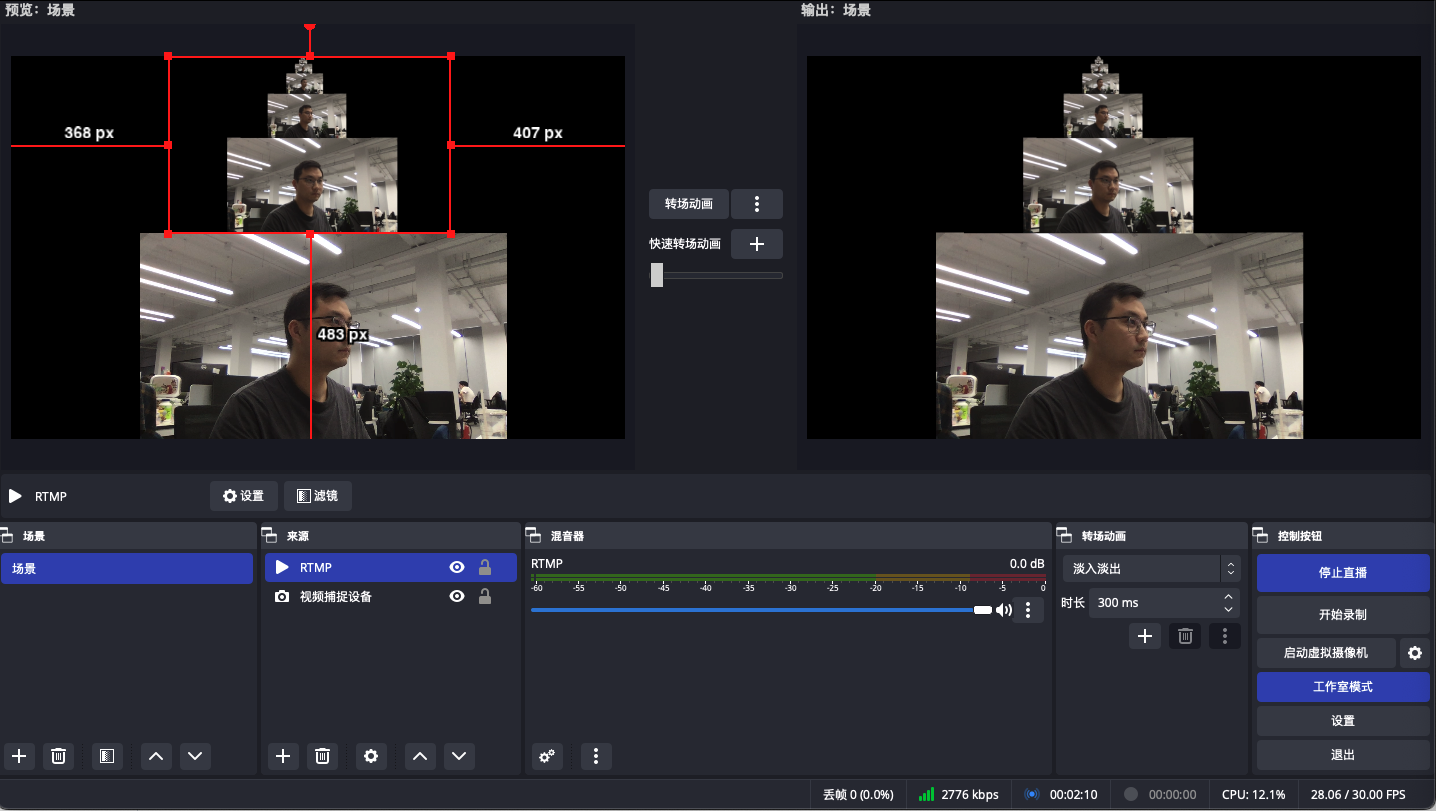 预览：场景
输出：场景
368 px
407 px
483 px
转场动画
快速转场动画
RTMP
设置
滤镜
场景
场景
来源
RTMP
视频捕捉设备
混音器
RTMP
0.0 dB
-60 -55 -50 -45 -40 -35 -30 -25 -20 -15 -10 -5 0
转场动画
淡入淡出
时长
300 ms
控制按钮
停止直播
开始录制
启动虚拟摄像机
工作室模式
设置
退出
丢帧 0 (0.0%)
2776 kbps
00:02:10
00:00:00
CPU: 12.1%
28.06 / 30.00 FPS